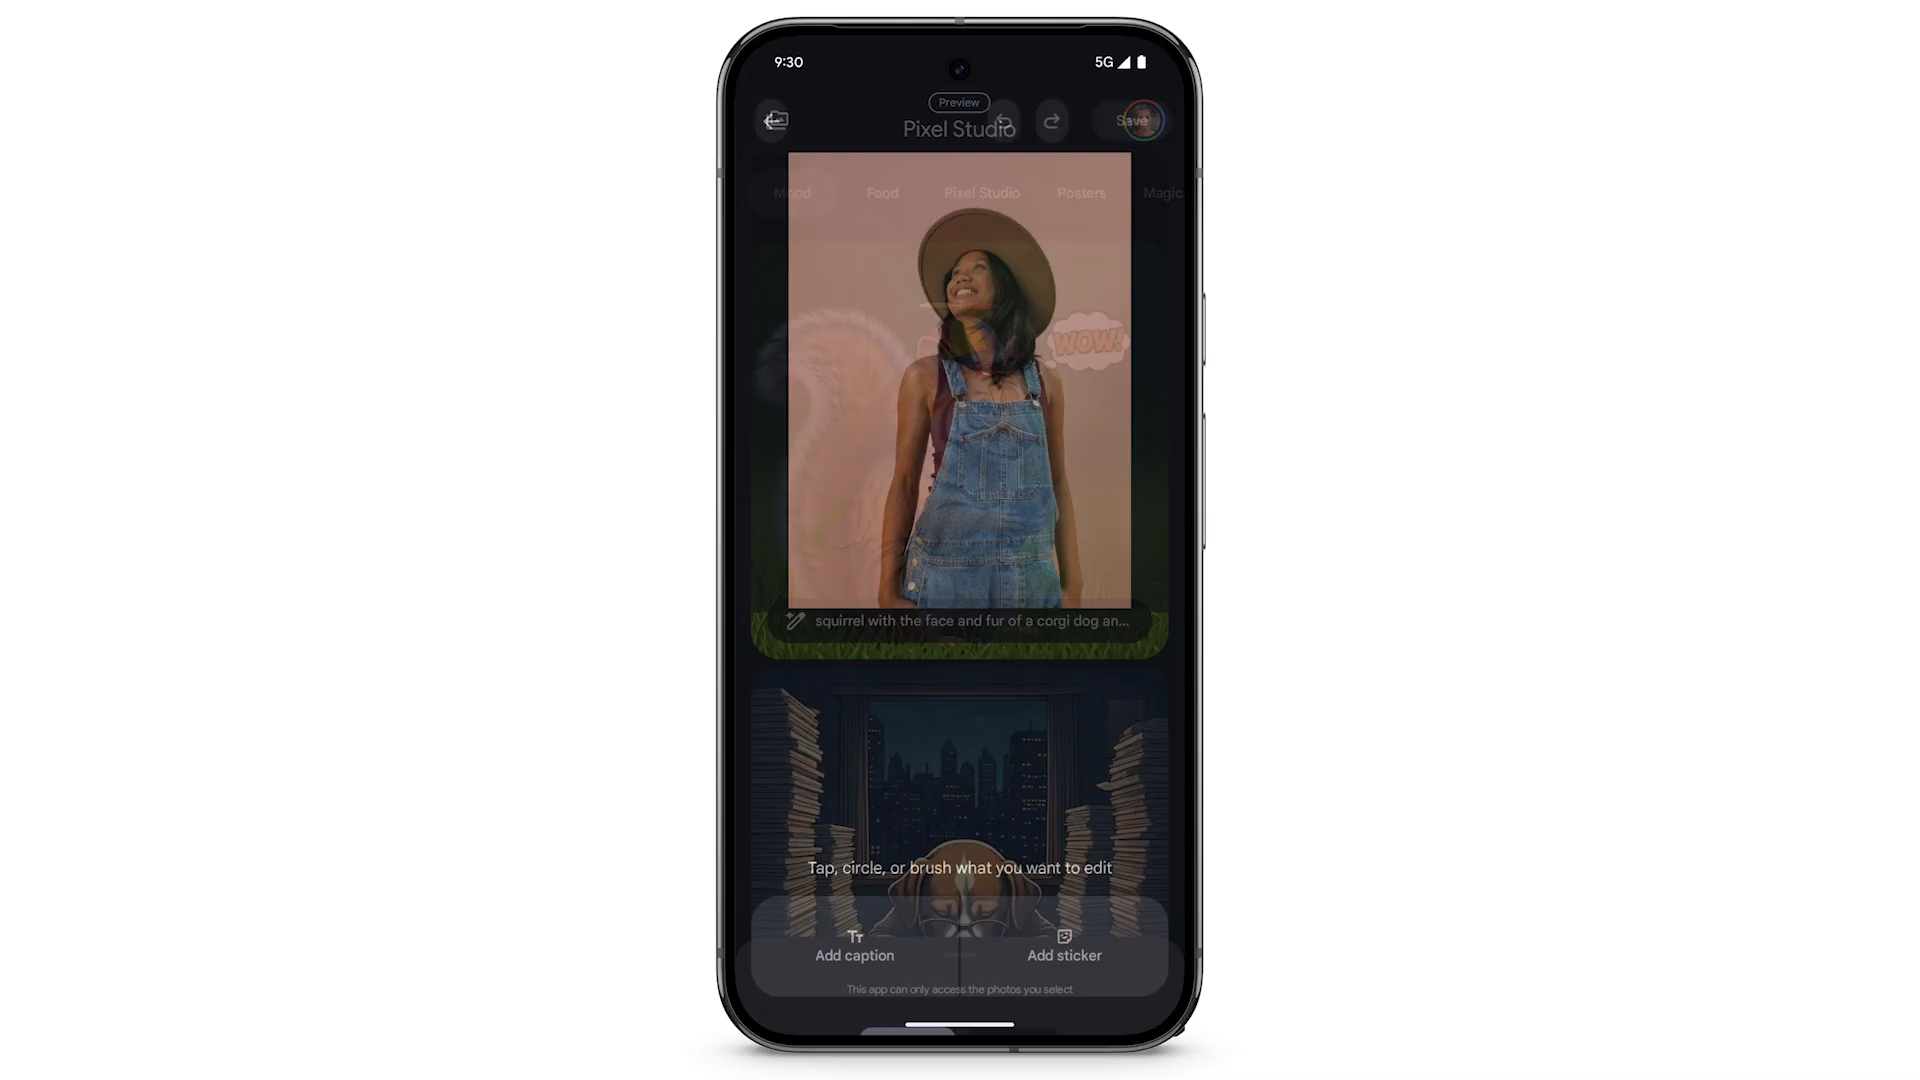 9:30
5G
Preview
Pixel Studio
Save
Mood
Food
Pixel Studio
Posters
Magic
WOW!
squirrel with the face and fur of a corgi dog an...
Tap, circle, or brush what you want to edit
Add caption
Add sticker
This app can only access the photos you select